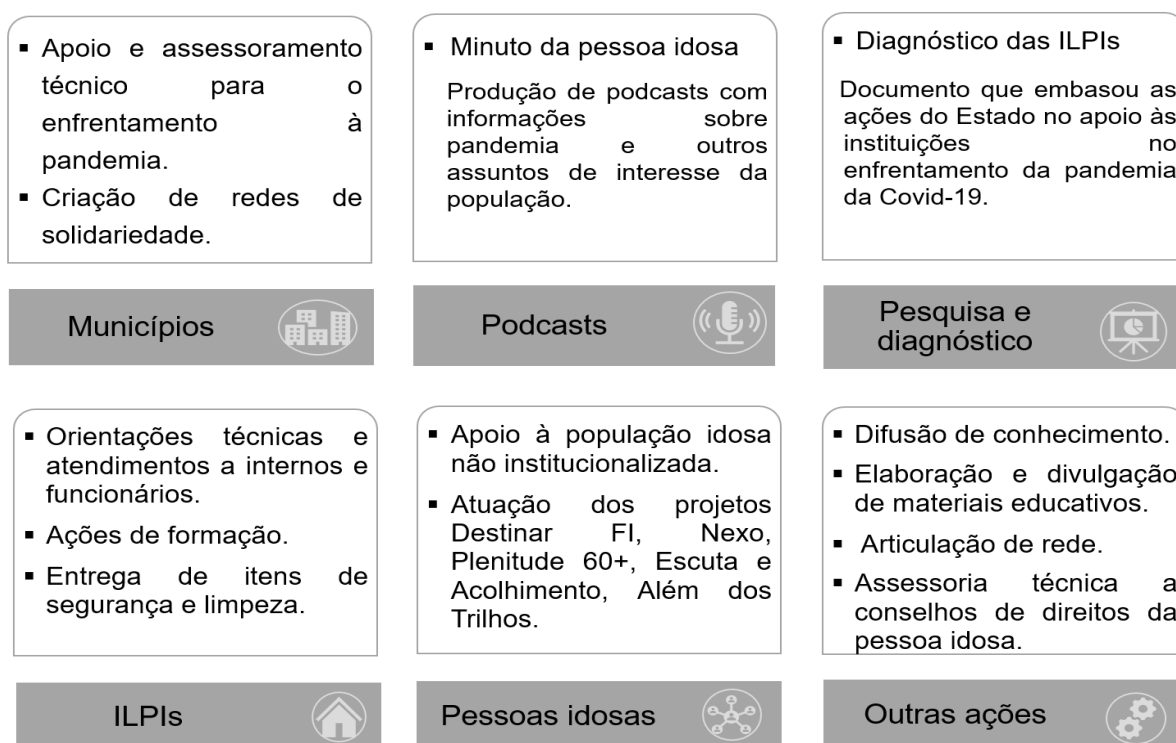 ▪ Apoio e assessoramento
técnico para o
enfrentamento à
pandemia.
▪ Criação de redes de
solidariedade.
Municípios
▪ Minuto da pessoa idosa
Produção de podcasts com
informações sobre
pandemia e outros
assuntos de interesse da
população.
Podcasts
▪ Diagnóstico das ILPIs
Documento que embasou as
ações do Estado no apoio às
instituições no
enfrentamento da pandemia
da Covid-19.
Pesquisa e
diagnóstico
▪ Orientações técnicas e
atendimentos a internos e
funcionários.
▪ Ações de formação.
▪ Entrega de itens de
segurança e limpeza.
ILPIs
▪ Apoio à população idosa
não institucionalizada.
▪ Atuação dos projetos
Destinar FI, Nexo,
Plenitude 60+, Escuta e
Acolhimento, Além dos
Trilhos.
Pessoas idosas
▪ Difusão de conhecimento.
▪ Elaboração e divulgação
de materiais educativos.
▪ Articulação de rede.
▪ Assessoria técnica a
conselhos de direitos da
pessoa idosa.
Outras ações